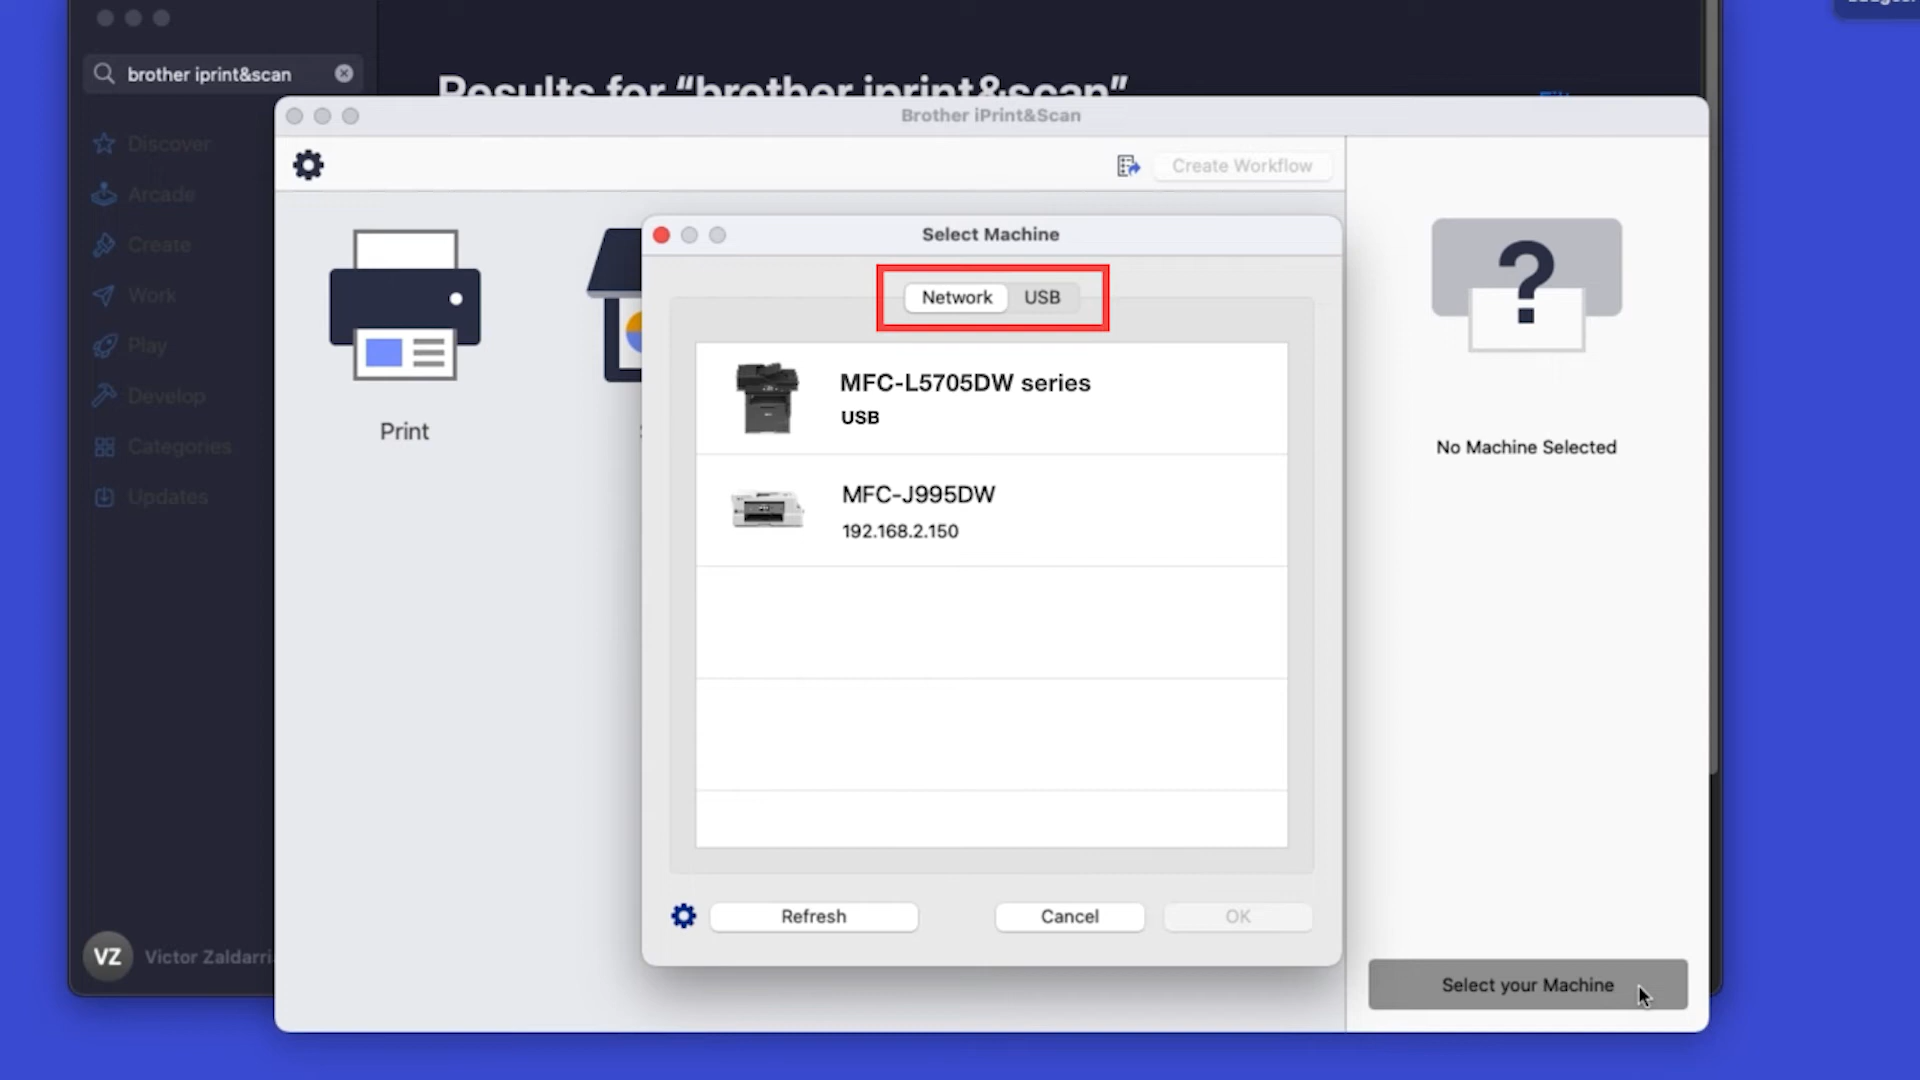 brother iprint&scan
Results for “brother iprint&scan”
Discover
Arcade
Create
Work
Play
Develop
Categories
Updates
VZ
Victor Zaldarri
Brother iPrint&Scan
Create Workflow
Print
Select Machine
Network
USB
MFC-L5705DW series
USB
MFC-J995DW
192.168.2.150
Refresh
Cancel
OK
?
No Machine Selected
Select your Machine